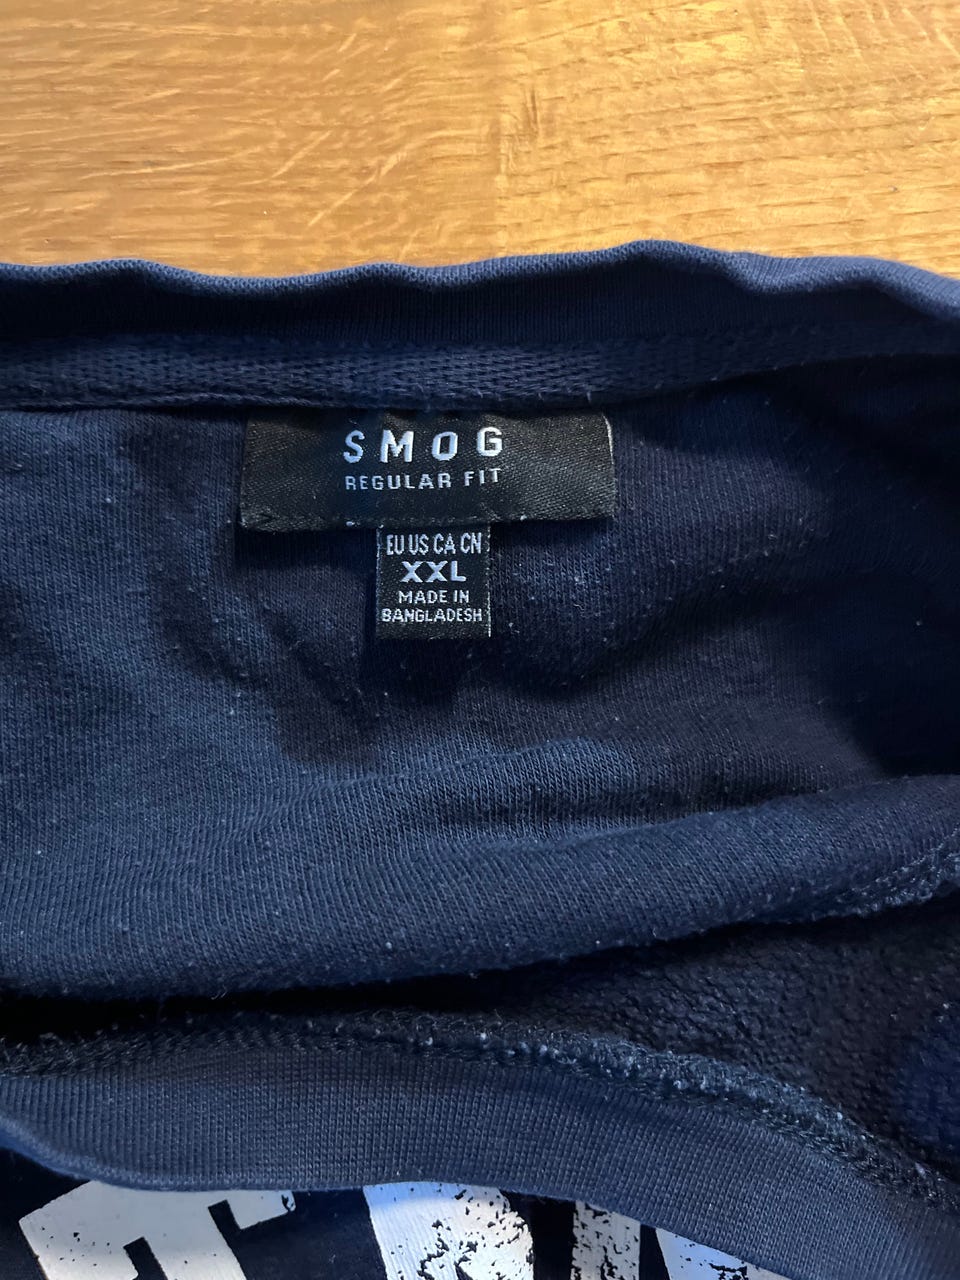 SMOG
REGULAR FIT
EU US CA CN
XXL
MADE IN
BANGLADESH